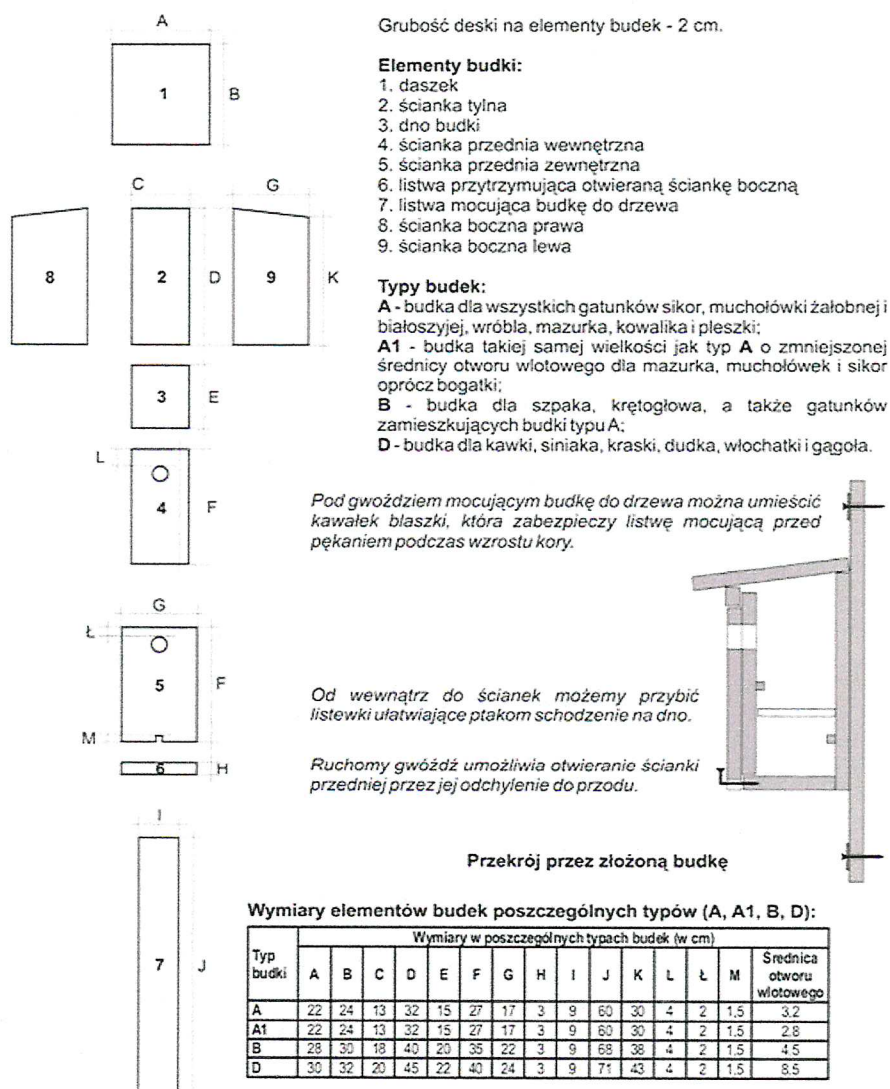 Grubość deski na elementy budek - 2 cm.
Elementy budki:
1. daszek
2. ścianka tylna
3. dno budki
4. ścianka przednia wewnętrzna
5. ścianka przednia zewnętrzna
6. listwa przytrzymująca otwieraną ściankę boczną
7. listwa mocująca budkę do drzewa
8. ścianka boczna prawa
9. ścianka boczna lewa
Typy budek:
A - budka dla wszystkich gatunków sikor, muchołówki żałobnej i
białoszyjej, wróbla, mazurka, kowalika i pleszki;
A1 - budka takiej samej wielkości jak typ A o zmniejszonej
średnicy otworu wlotowego dla mazurka, muchołówek i sikor
oprócz bogatki;
B - budka dla szpaka, krętogłowa, a także gatunków
zamieszkujących budki typu A;
D - budka dla kawki, siniaka, kraski, dudka, włochatki i gągoła.
A
1 B
C G
8 2 D 9 K
3 E
L
4 F
G
Ł
5 F
M
6 H
I
7 J
Pod gwoździem mocującym budkę do drzewa można umieścić
kawałek blaszki, która zabezpieczy listwę mocującą przed
pękaniem podczas wzrostu kory.
Od wewnątrz do ścianek możemy przybić
listewki ułatwiające ptakom schodzenie na dno.
Ruchomy gwóźdź umożliwia otwieranie ścianki
przedniej przez jej odchylenie do przodu.
Przekrój przez złożoną budkę
Wymiary elementów budek poszczególnych typów (A, A1, B, D):
Typ budki Wymiary w poszczególnych typach budek (w cm)
A B C D E F G H I J K L Ł M Średnica otworu wlotowego
A 22 24 13 32 15 27 17 3 9 60 30 4 2 1,5 3.2
A1 22 24 13 32 15 27 17 3 9 60 30 4 2 1,5 2.8
B 28 30 18 40 20 35 22 3 9 68 38 4 2 1,5 4.5
D 30 32 20 45 22 40 24 3 9 71 43 4 2 1,5 8.5